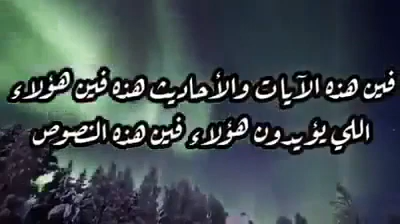 فين هذه الآيات والأحاديث هذه فين هؤلاء
اللي يؤيدون هؤلاء فين هذه النصوص